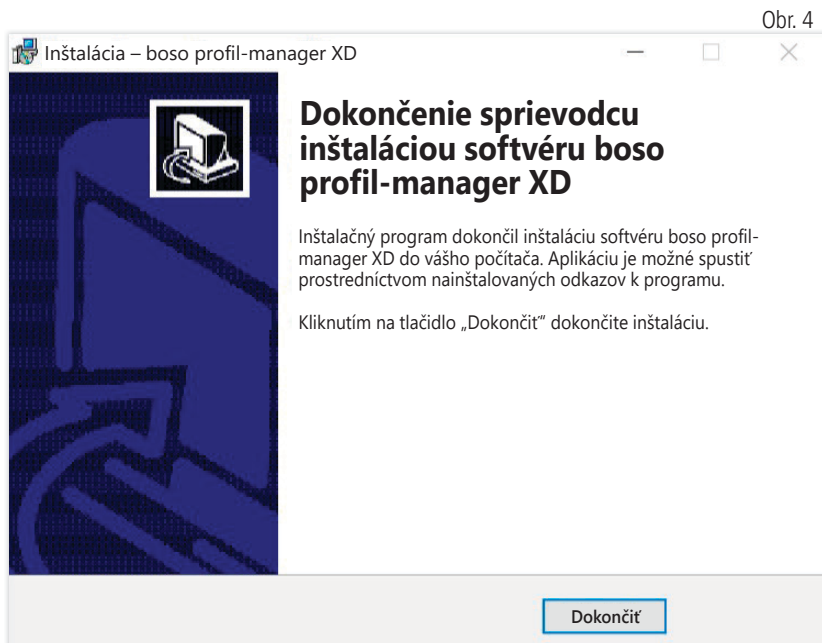 Obr. 4
Inštalácia – boso profil-manager XD
Dokončenie sprievodcu
inštaláciou softvéru boso
profil-manager XD
Inštalačný program dokončil inštaláciu softvéru boso profil-
manager XD do vášho počítača. Aplikáciu je možné spustiť
prostredníctvom nainštalovaných odkazov k programu.
Kliknutím na tlačidlo „Dokončiť“ dokončite inštaláciu.
Dokončiť